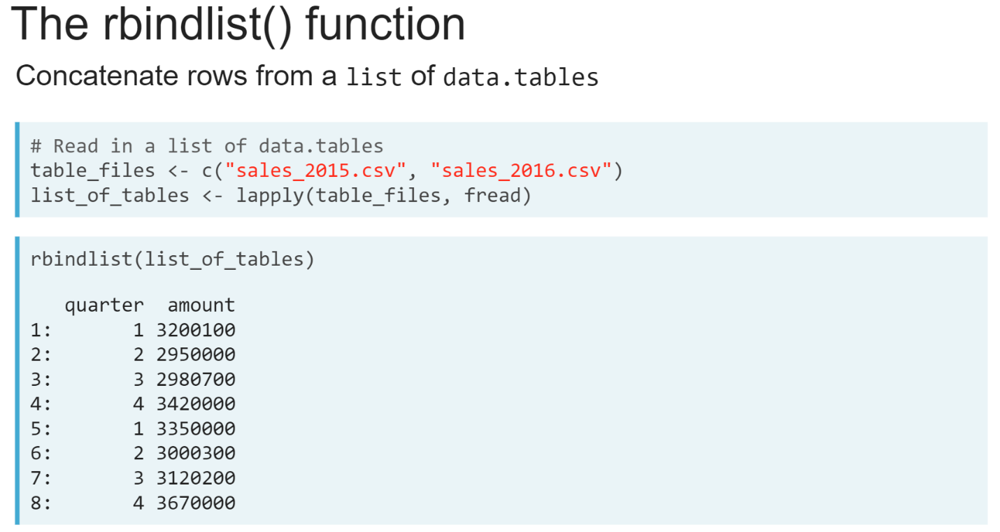 The rbindlist() function
Concatenate rows from a list of data.tables
# Read in a list of data.tables
table_files <- c("sales_2015.csv", "sales_2016.csv")
list_of_tables <- lapply(table_files, fread)
rbindlist(list_of_tables)
   quarter  amount
1:       1 3200100
2:       2 2950000
3:       3 2980700
4:       4 3420000
5:       1 3350000
6:       2 3000300
7:       3 3120200
8:       4 3670000